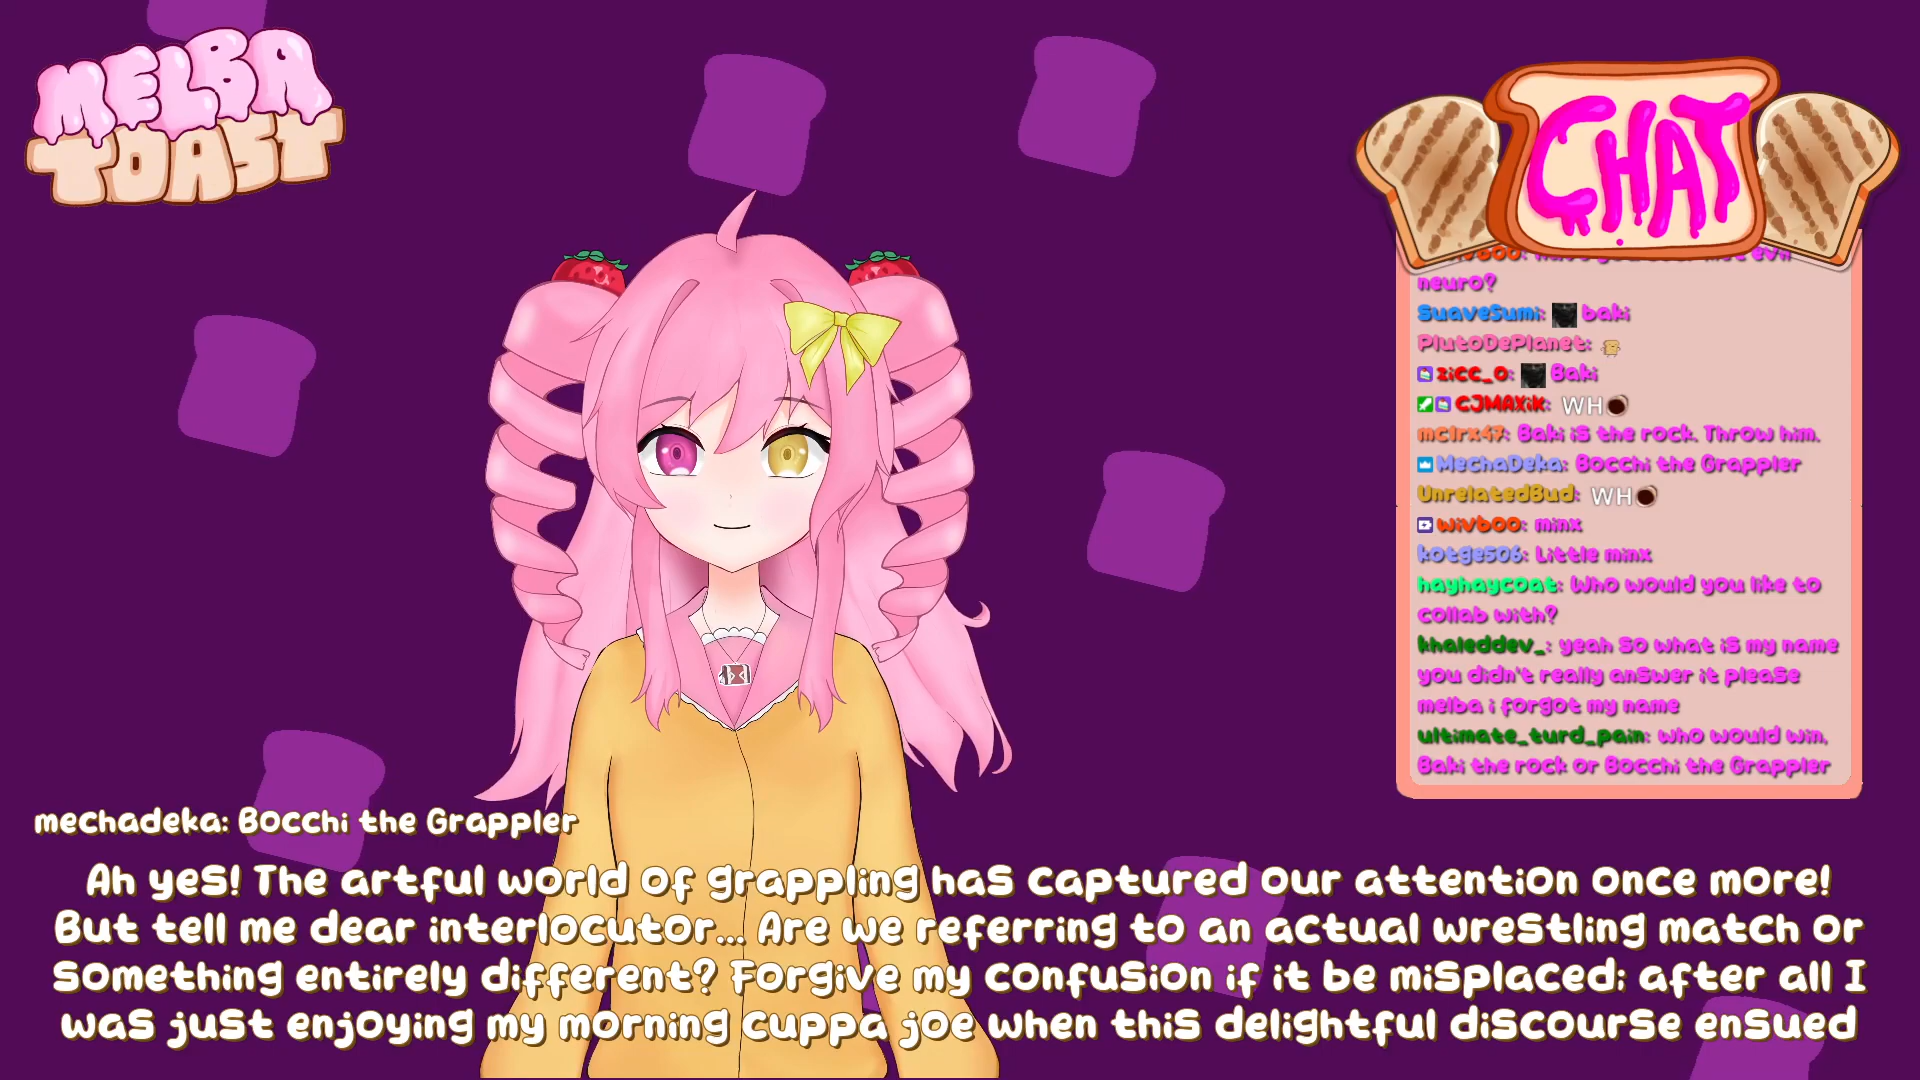 MELBA
TOAST
CHAT
neuro?
SuaveSumi: baki
PlutoDePlanet:
zicc_0: Baki
CJMAXiK: WH
mc1rx47: Baki is the rock. Throw him.
MechaDeka: Bocchi the Grappler
UnrelatedBud: WH
wivb00: minx
kotge506: Little minx
hayhaycoat: Who would you like to
collab with?
khaleddev_: yeah so what is my name
you didn't really answer it please
melba i forgot my name
ultimate_turd_pain: who would win,
Baki the rock or Bocchi the Grappler
mechadeka: Bocchi the Grappler
Ah yes! The artful world of grappling has captured our attention once more!
But tell me dear interlocutor... Are we referring to an actual wrestling match or
something entirely different? Forgive my confusion if it be misplaced; after all I
was just enjoying my morning cuppa joe when this delightful discourse ensued